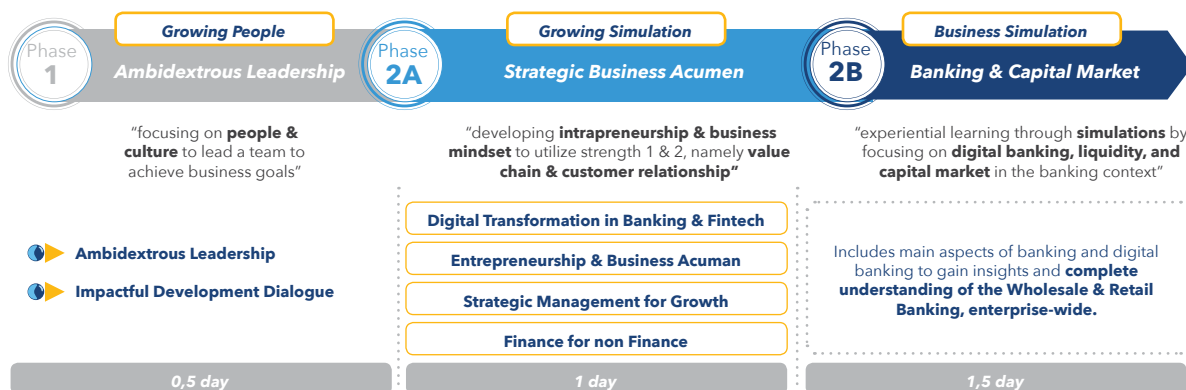 Growing People
Phase
1
Ambidextrous Leadership
Growing Simulation
Phase
2A
Strategic Business Acumen
Business Simulation
Phase
2B
Banking & Capital Market
“focusing on people &
culture to lead a team to
achieve business goals”
“developing intrapreneurship & business
mindset to utilize strength 1 & 2, namely value
chain & customer relationship”
“experiential learning through simulations by
focusing on digital banking, liquidity, and
capital market in the banking context”
Ambidextrous Leadership
Impactful Development Dialogue
Digital Transformation in Banking & Fintech
Entrepreneurship & Business Acuman
Strategic Management for Growth
Finance for non Finance
Includes main aspects of banking and digital
banking to gain insights and complete
understanding of the Wholesale & Retail
Banking, enterprise-wide.
0,5 day
1 day
1,5 day